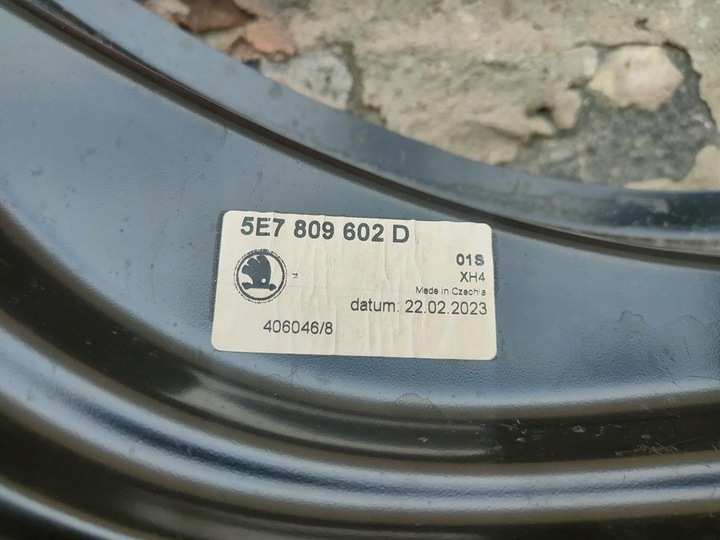 5E7 809 602 D
01S
XH4
Made in Czechia
datum: 22.02.2023
406046/8